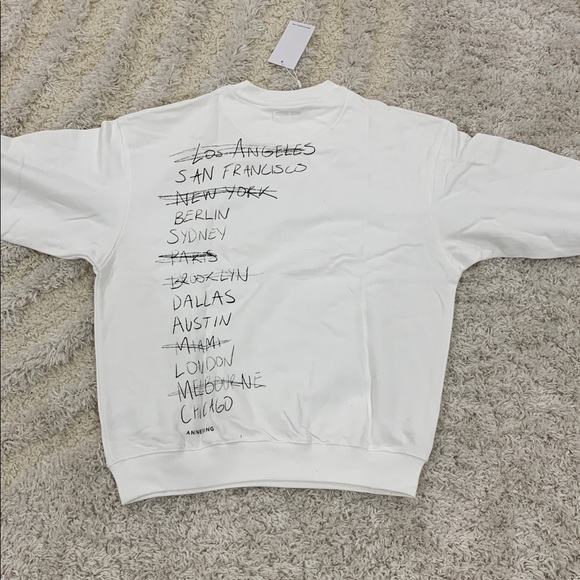 LOS ANGELES
SAN FRANCISCO
NEW YORK
BERLIN
SYDNEY
PARIS
BROOKLYN
DALLAS
AUSTIN
MIAMI
LONDON
MELBOURNE
CHICAGO
ANINE BING